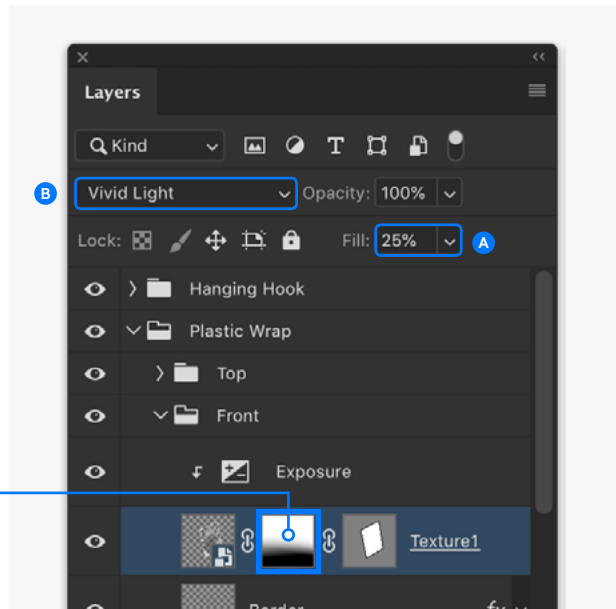 Layers
Kind
B Vivid Light Opacity: 100%
Lock: Fill: 25% A
Hanging Hook
Plastic Wrap
Top
Front
Exposure
Texture1